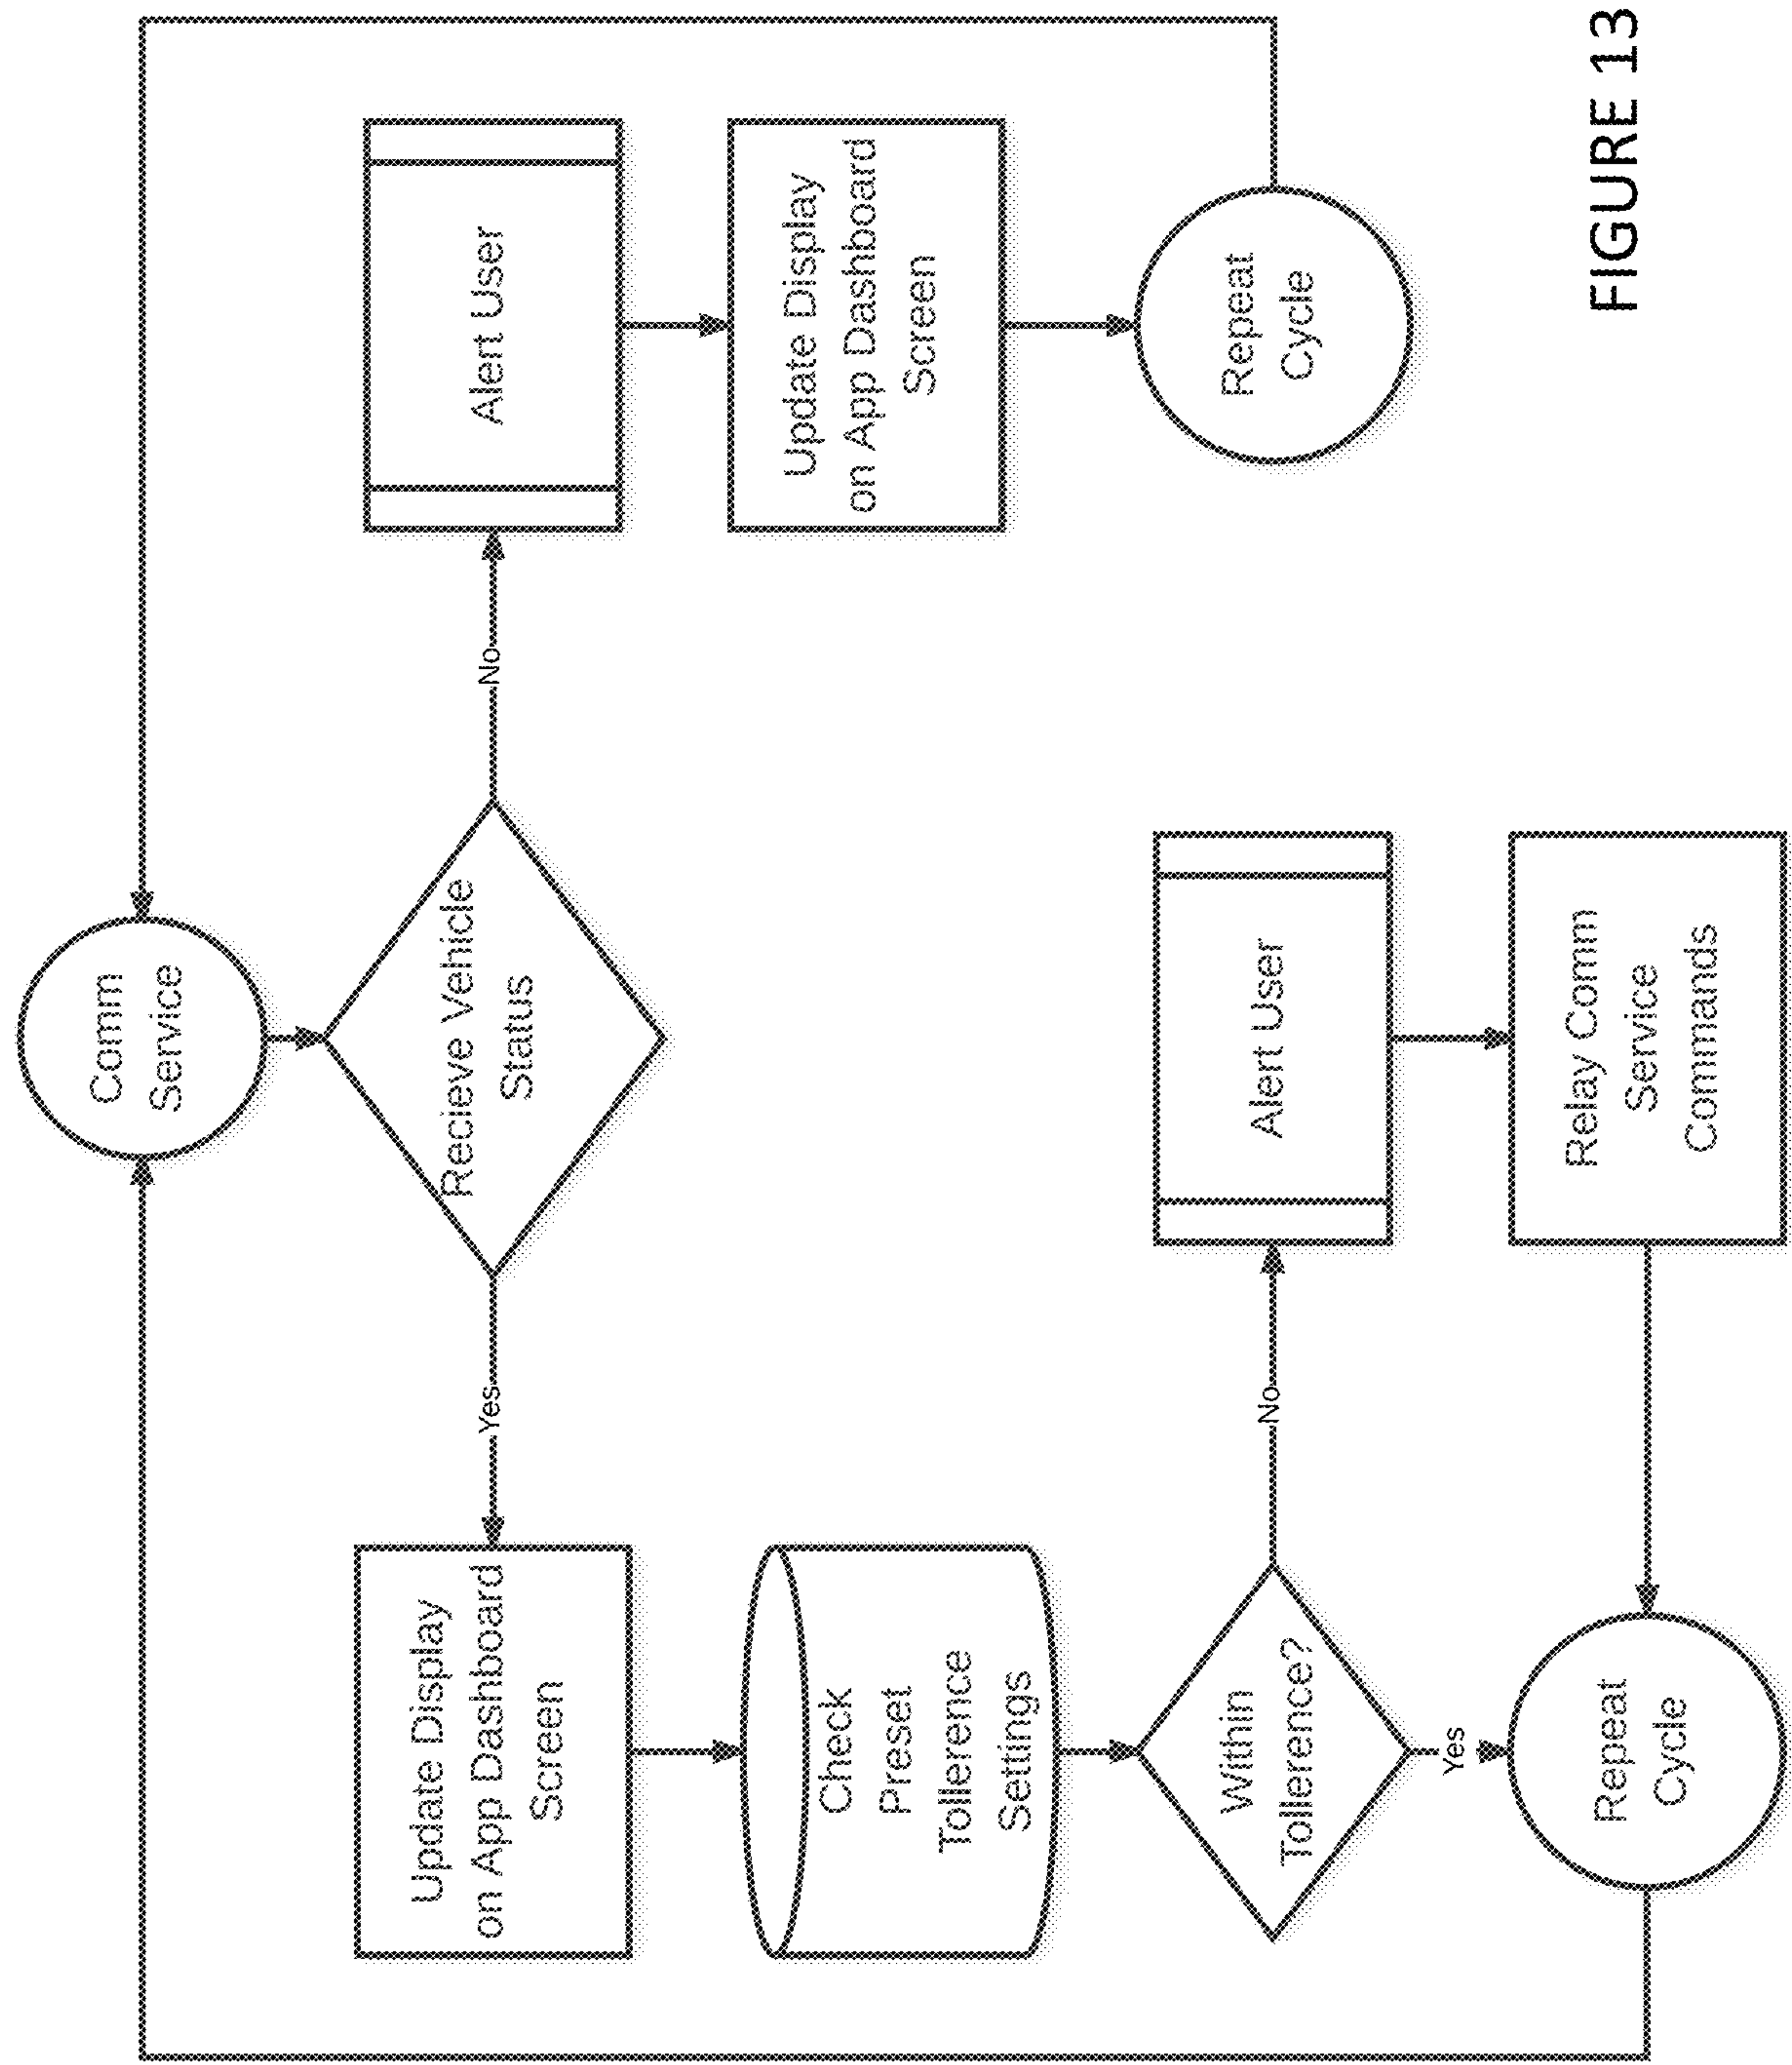 Comm
Service
Recieve Vehicle
Status
Yes
No
Update Display
on App Dashboard
Screen
Alert User
Check
Preset
Tollerence
Settings
Update Display
on App Dashboard
Screen
Within
Tollerence?
No
Alert User
Repeat
Cycle
Yes
Repeat
Cycle
Relay Comm
Service
Commands
FIGURE 13